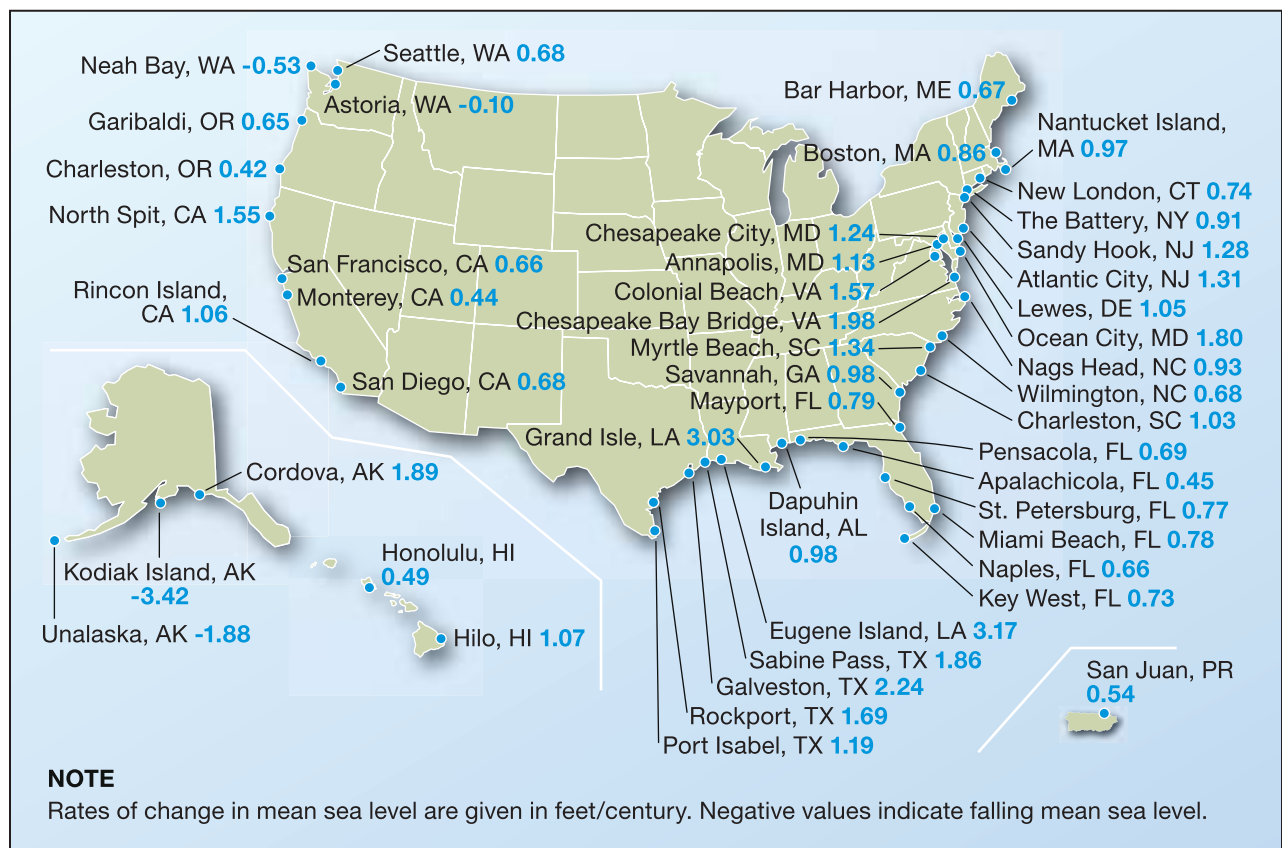 Neah Bay, WA -0.53
Seattle, WA 0.68
Astoria, WA -0.10
Garibaldi, OR 0.65
Charleston, OR 0.42
North Spit, CA 1.55
San Francisco, CA 0.66
Monterey, CA 0.44
Rincon Island,
CA 1.06
San Diego, CA 0.68
Bar Harbor, ME 0.67
Nantucket Island,
MA 0.97
Boston, MA 0.86
New London, CT 0.74
The Battery, NY 0.91
Sandy Hook, NJ 1.28
Atlantic City, NJ 1.31
Lewes, DE 1.05
Ocean City, MD 1.80
Nags Head, NC 0.93
Wilmington, NC 0.68
Charleston, SC 1.03
Chesapeake City, MD 1.24
Annapolis, MD 1.13
Colonial Beach, VA 1.57
Chesapeake Bay Bridge, VA 1.98
Myrtle Beach, SC 1.34
Savannah, GA 0.98
Mayport, FL 0.79
Grand Isle, LA 3.03
Dapuhin
Island, AL
0.98
Pensacola, FL 0.69
Apalachicola, FL 0.45
St. Petersburg, FL 0.77
Miami Beach, FL 0.78
Naples, FL 0.66
Key West, FL 0.73
Eugene Island, LA 3.17
Sabine Pass, TX 1.86
Galveston, TX 2.24
Rockport, TX 1.69
Port Isabel, TX 1.19
Cordova, AK 1.89
Kodiak Island, AK
-3.42
Unalaska, AK -1.88
Honolulu, HI
0.49
Hilo, HI 1.07
San Juan, PR
0.54
NOTE
Rates of change in mean sea level are given in feet/century. Negative values indicate falling mean sea level.